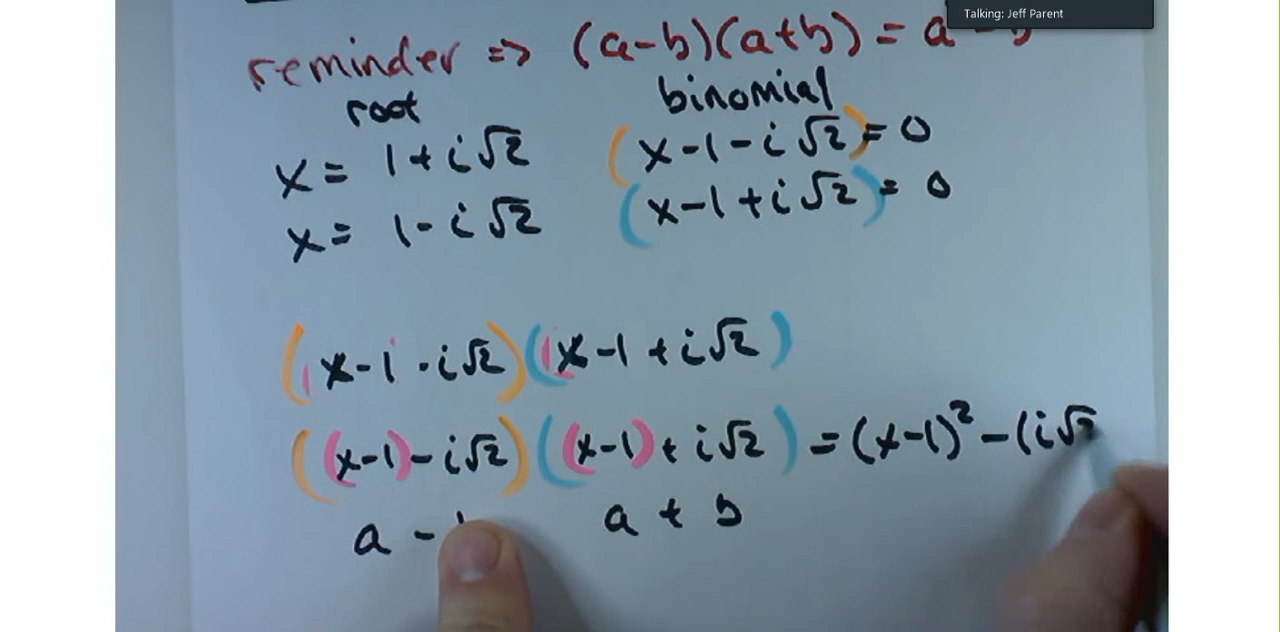 Talking: Jeff Parent
reminder => (a-b)(a+b) = a
root binomial
x = 1+i√2 (x-1-i√2) = 0
x = 1-i√2 (x-1+i√2) = 0
(x-1-i√2)(x-1+i√2)
((x-1)-i√2)((x-1)+i√2) = (x-1)² - (i√2
a - a + b